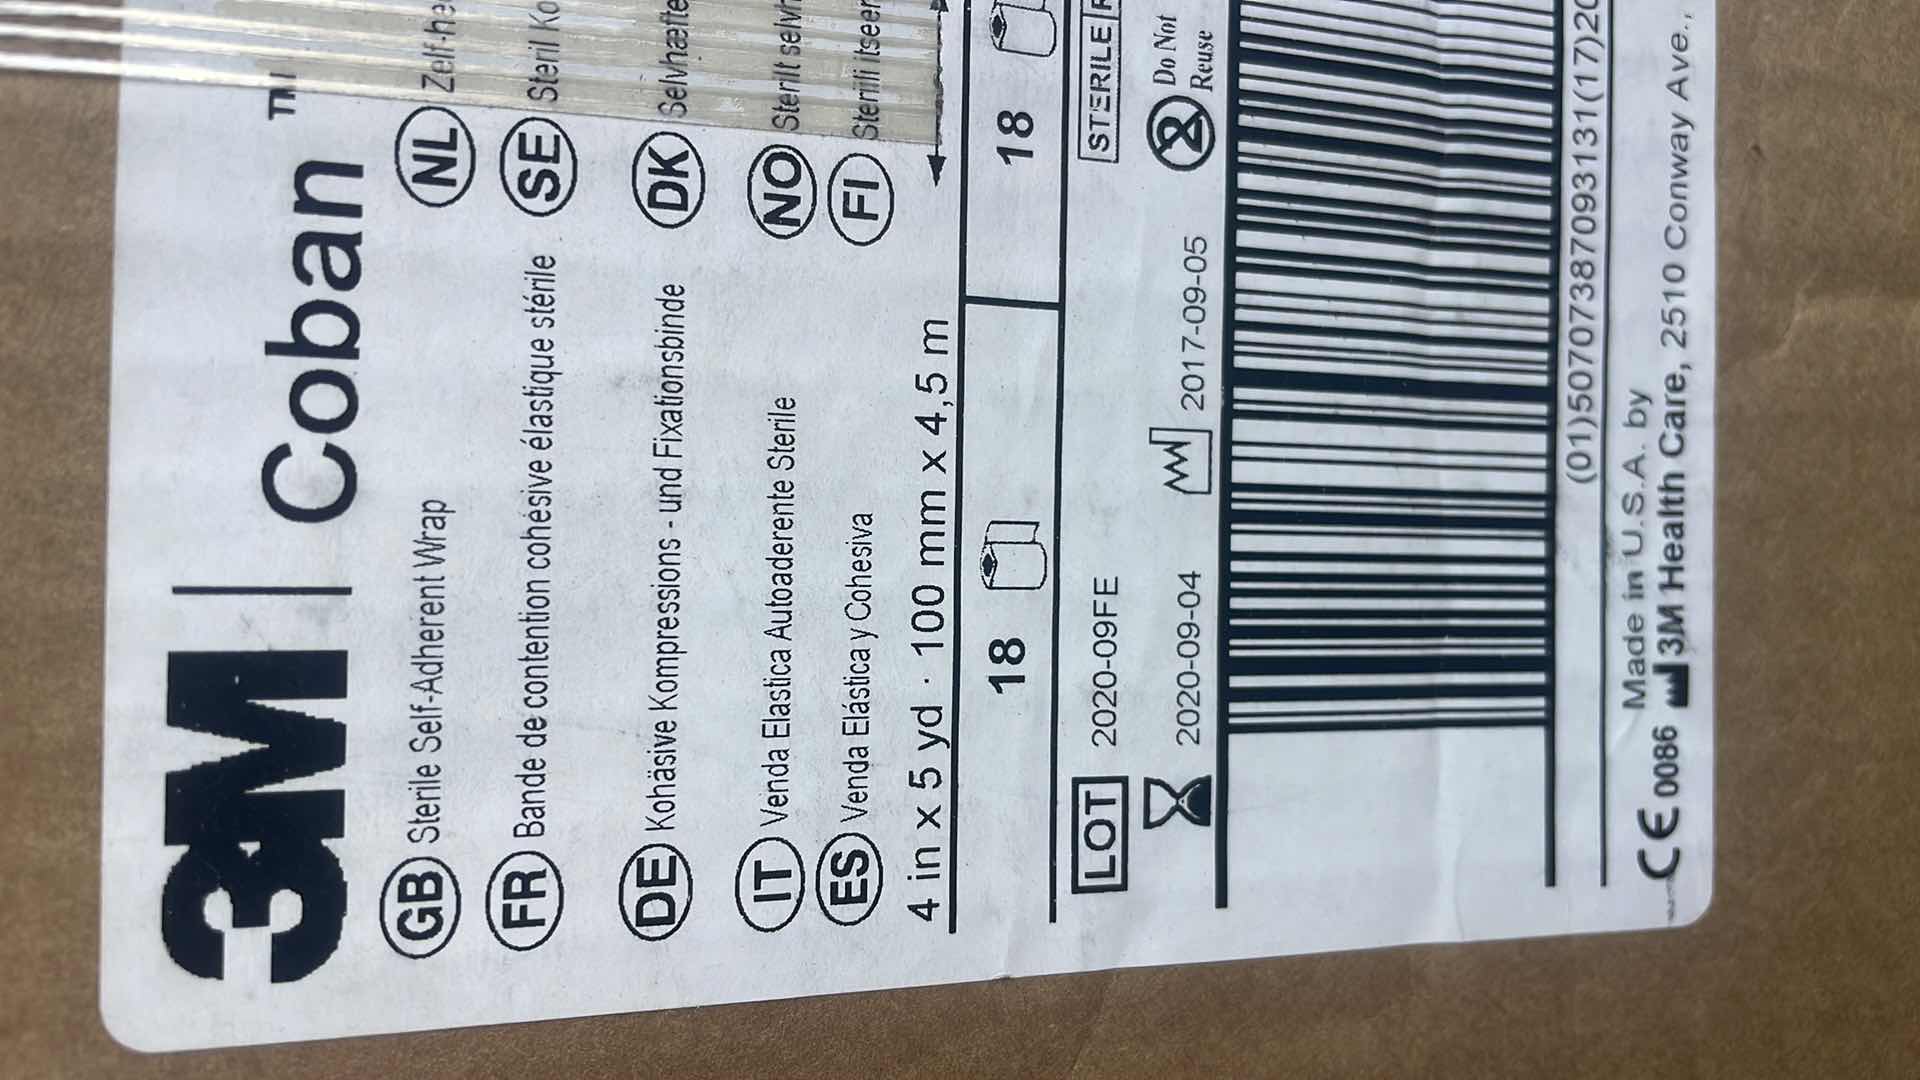 3M | Coban™
GB Sterile Self-Adherent Wrap
FR Bande de contention cohésive élastique stérile
DE Kohäsive Kompressions - und Fixationsbinde
IT Venda Elastica Autoaderente Sterile
ES Venda Elástica y Cohesiva
NL
SE Steril
DK
NO Sterilt
FI Steriili
4 in x 5 yd · 100 mm x 4,5 m
18 18
LOT 2020-09FE STERILE
2020-09-04 2017-09-05 Do Not
Reuse
(01)50707387093131(17)20
Made in U.S.A. by
CE 0086 3M Health Care, 2510 Conway Ave.,